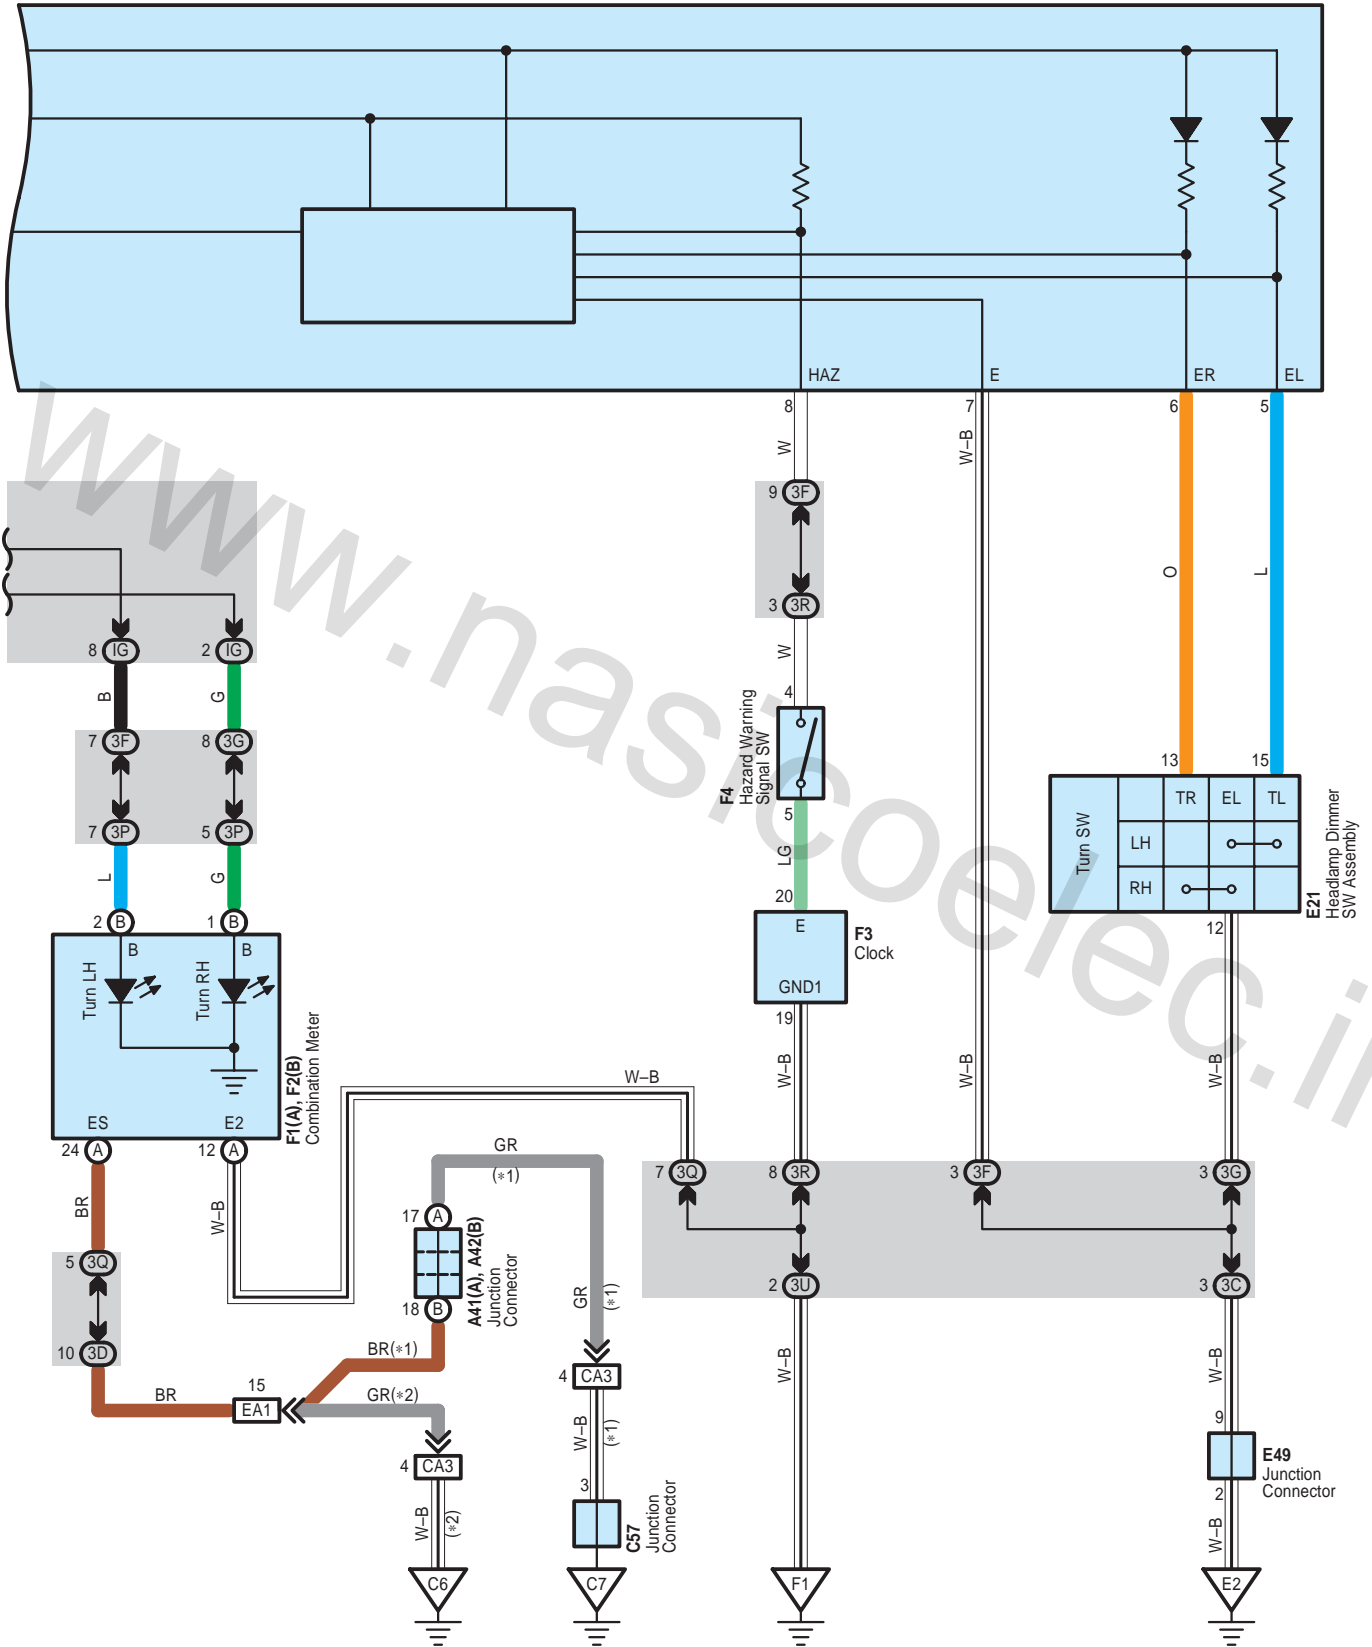 HAZ E ER EL
8 7 6 5
W W–B
9 3F
O L
3 3R
8 IG 2 IG
W
B G
4
7 3F 8 3G
F4 Hazard Warning Signal SW
13 15
TR EL TL
Turn SW
LH
RH
E21 Headlamp Dimmer SW Assembly
7 3P 5 3P
5
L G
LG
20
2 B 1 B
12
E
F3
Clock
B B
GND1
Turn LH Turn RH
19
F1(A), F2(B) Combination Meter
W–B W–B W–B
W–B
ES E2
24 A 12 A
GR
(*1)
7 3Q 8 3R 3 3F 3 3G
BR W–B
17 A
A41(A), A42(B) Junction Connector
5 3Q
2 3U 3 3C
GR (*1)
18 B
10 3D
BR(*1)
W–B W–B
4 CA3
BR
15
EA1
GR(*2)
9
W–B (*1)
E49
Junction
Connector
4 CA3
3
2
C57 Junction Connector
W–B (*2)
W–B
C6 C7 F1 E2
www.nasicoelec.ir